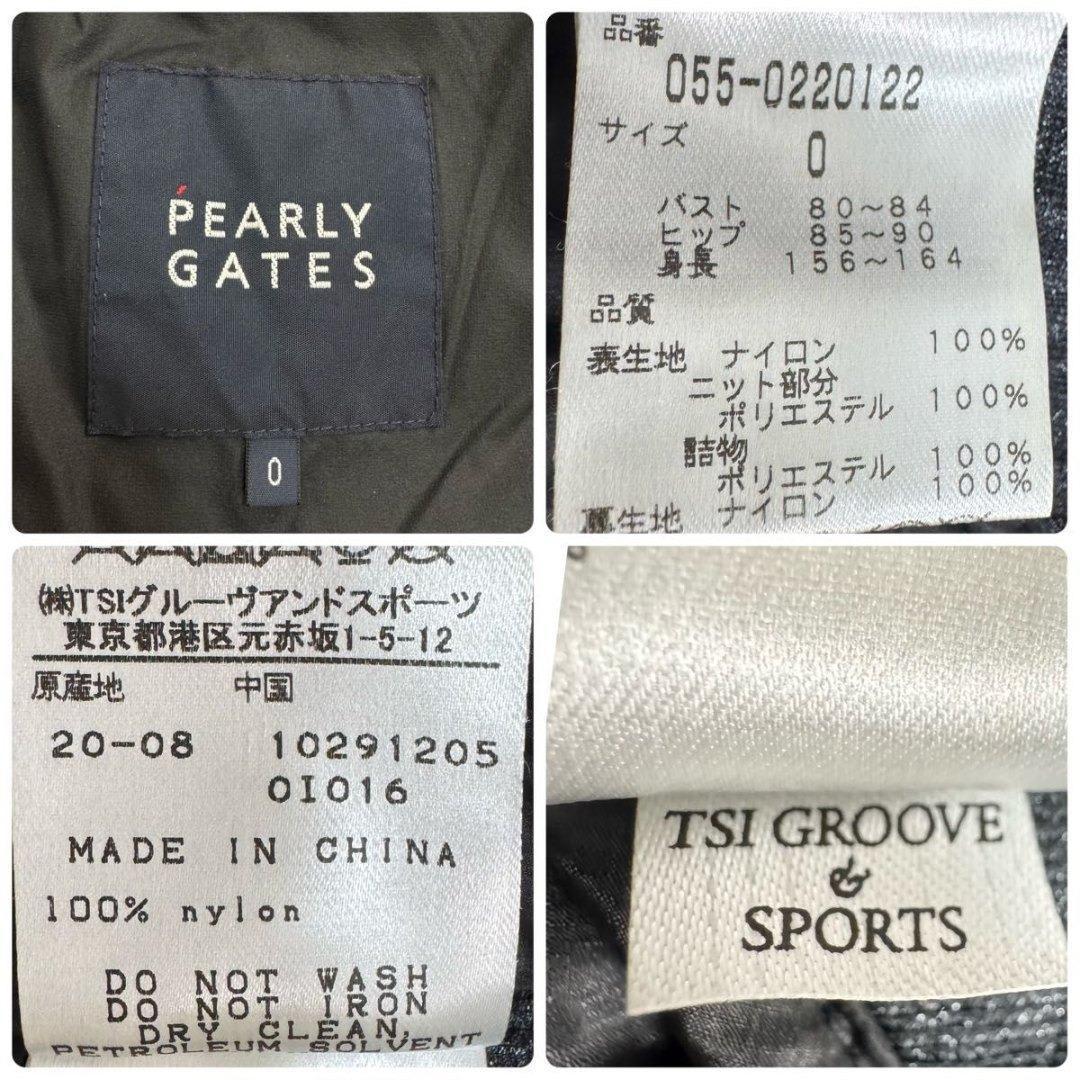 PEARLY
GATES
0
品番
055-0220122
サイズ
0
バスト 80~84
ヒップ 85~90
身長 156~164
品質
表生地 ナイロン 100%
ニット部分
ポリエステル 100%
詰物
ポリエステル 100%
裏生地 ナイロン 100%
㈱TSIグルーヴアンドスポーツ
東京都港区元赤坂1-5-12
原産地 中国
20-08 10291205
01016
MADE IN CHINA
100% nylon
DO NOT WASH
DO NOT IRON
DRY CLEAN,
PETROLEUM SOLVENT
TSI GROOVE
&
SPORTS